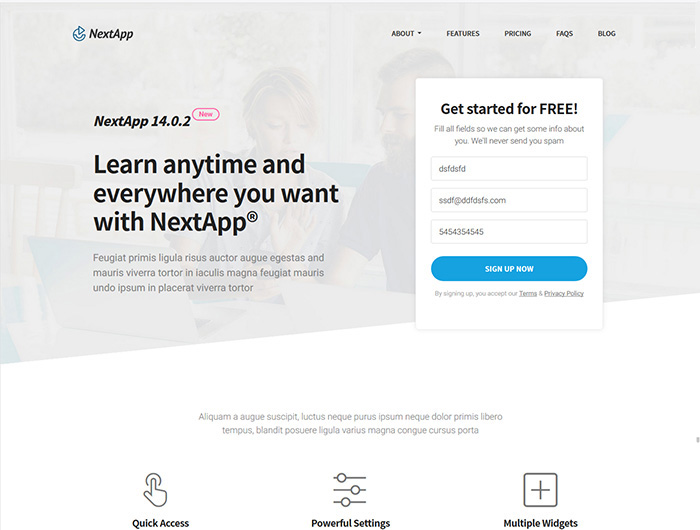 NextApp
ABOUT
FEATURES
PRICING
FAQS
BLOG
NextApp 14.0.2
New
Learn anytime and
everywhere you want
with NextApp®
Feugiat primis ligula risus auctor augue egestas and
mauris viverra tortor in iaculis magna feugiat mauris
undo ipsum in placerat viverra tortor
Get started for FREE!
Fill all fields so we can get some info about
you. We'll never send you spam
dsfdsfd
ssdf@ddfdsfs.com
5454354545
SIGN UP NOW
By signing up, you accept our Terms & Privacy Policy
Aliquam a augue suscipit, luctus neque purus ipsum neque dolor primis libero
tempus, blandit posuere ligula varius magna congue cursus porta
Quick Access
Powerful Settings
Multiple Widgets